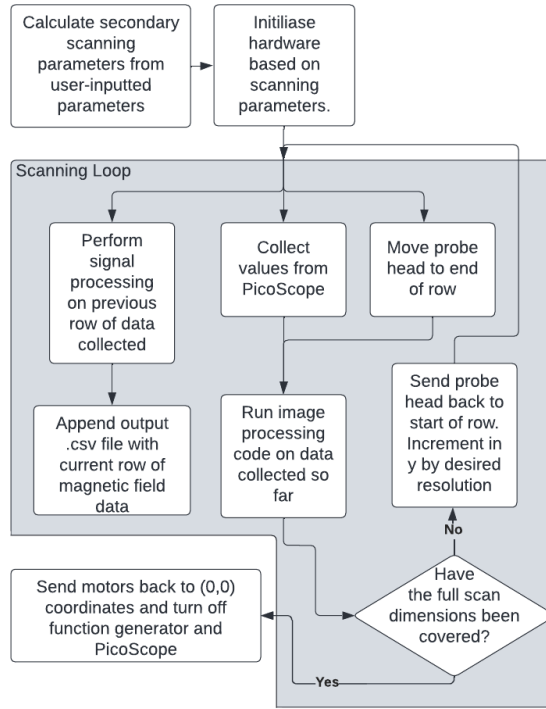 Calculate secondary
scanning
parameters from
user-inputted
parameters
Initiliase
hardware
based on
scanning
parameters.
Scanning Loop
Perform
signal
processing
on previous
row of data
collected
Collect
values from
PicoScope
Move probe
head to end
of row
Append output
.csv file with
current row of
magnetic field
data
Run image
processing
code on data
collected so
far
Send probe
head back to
start of row.
Increment in
y by desired
resolution
No
Have
the full scan
dimensions been
covered?
Yes
Send motors back to (0,0)
coordinates and turn off
function generator and
PicoScope